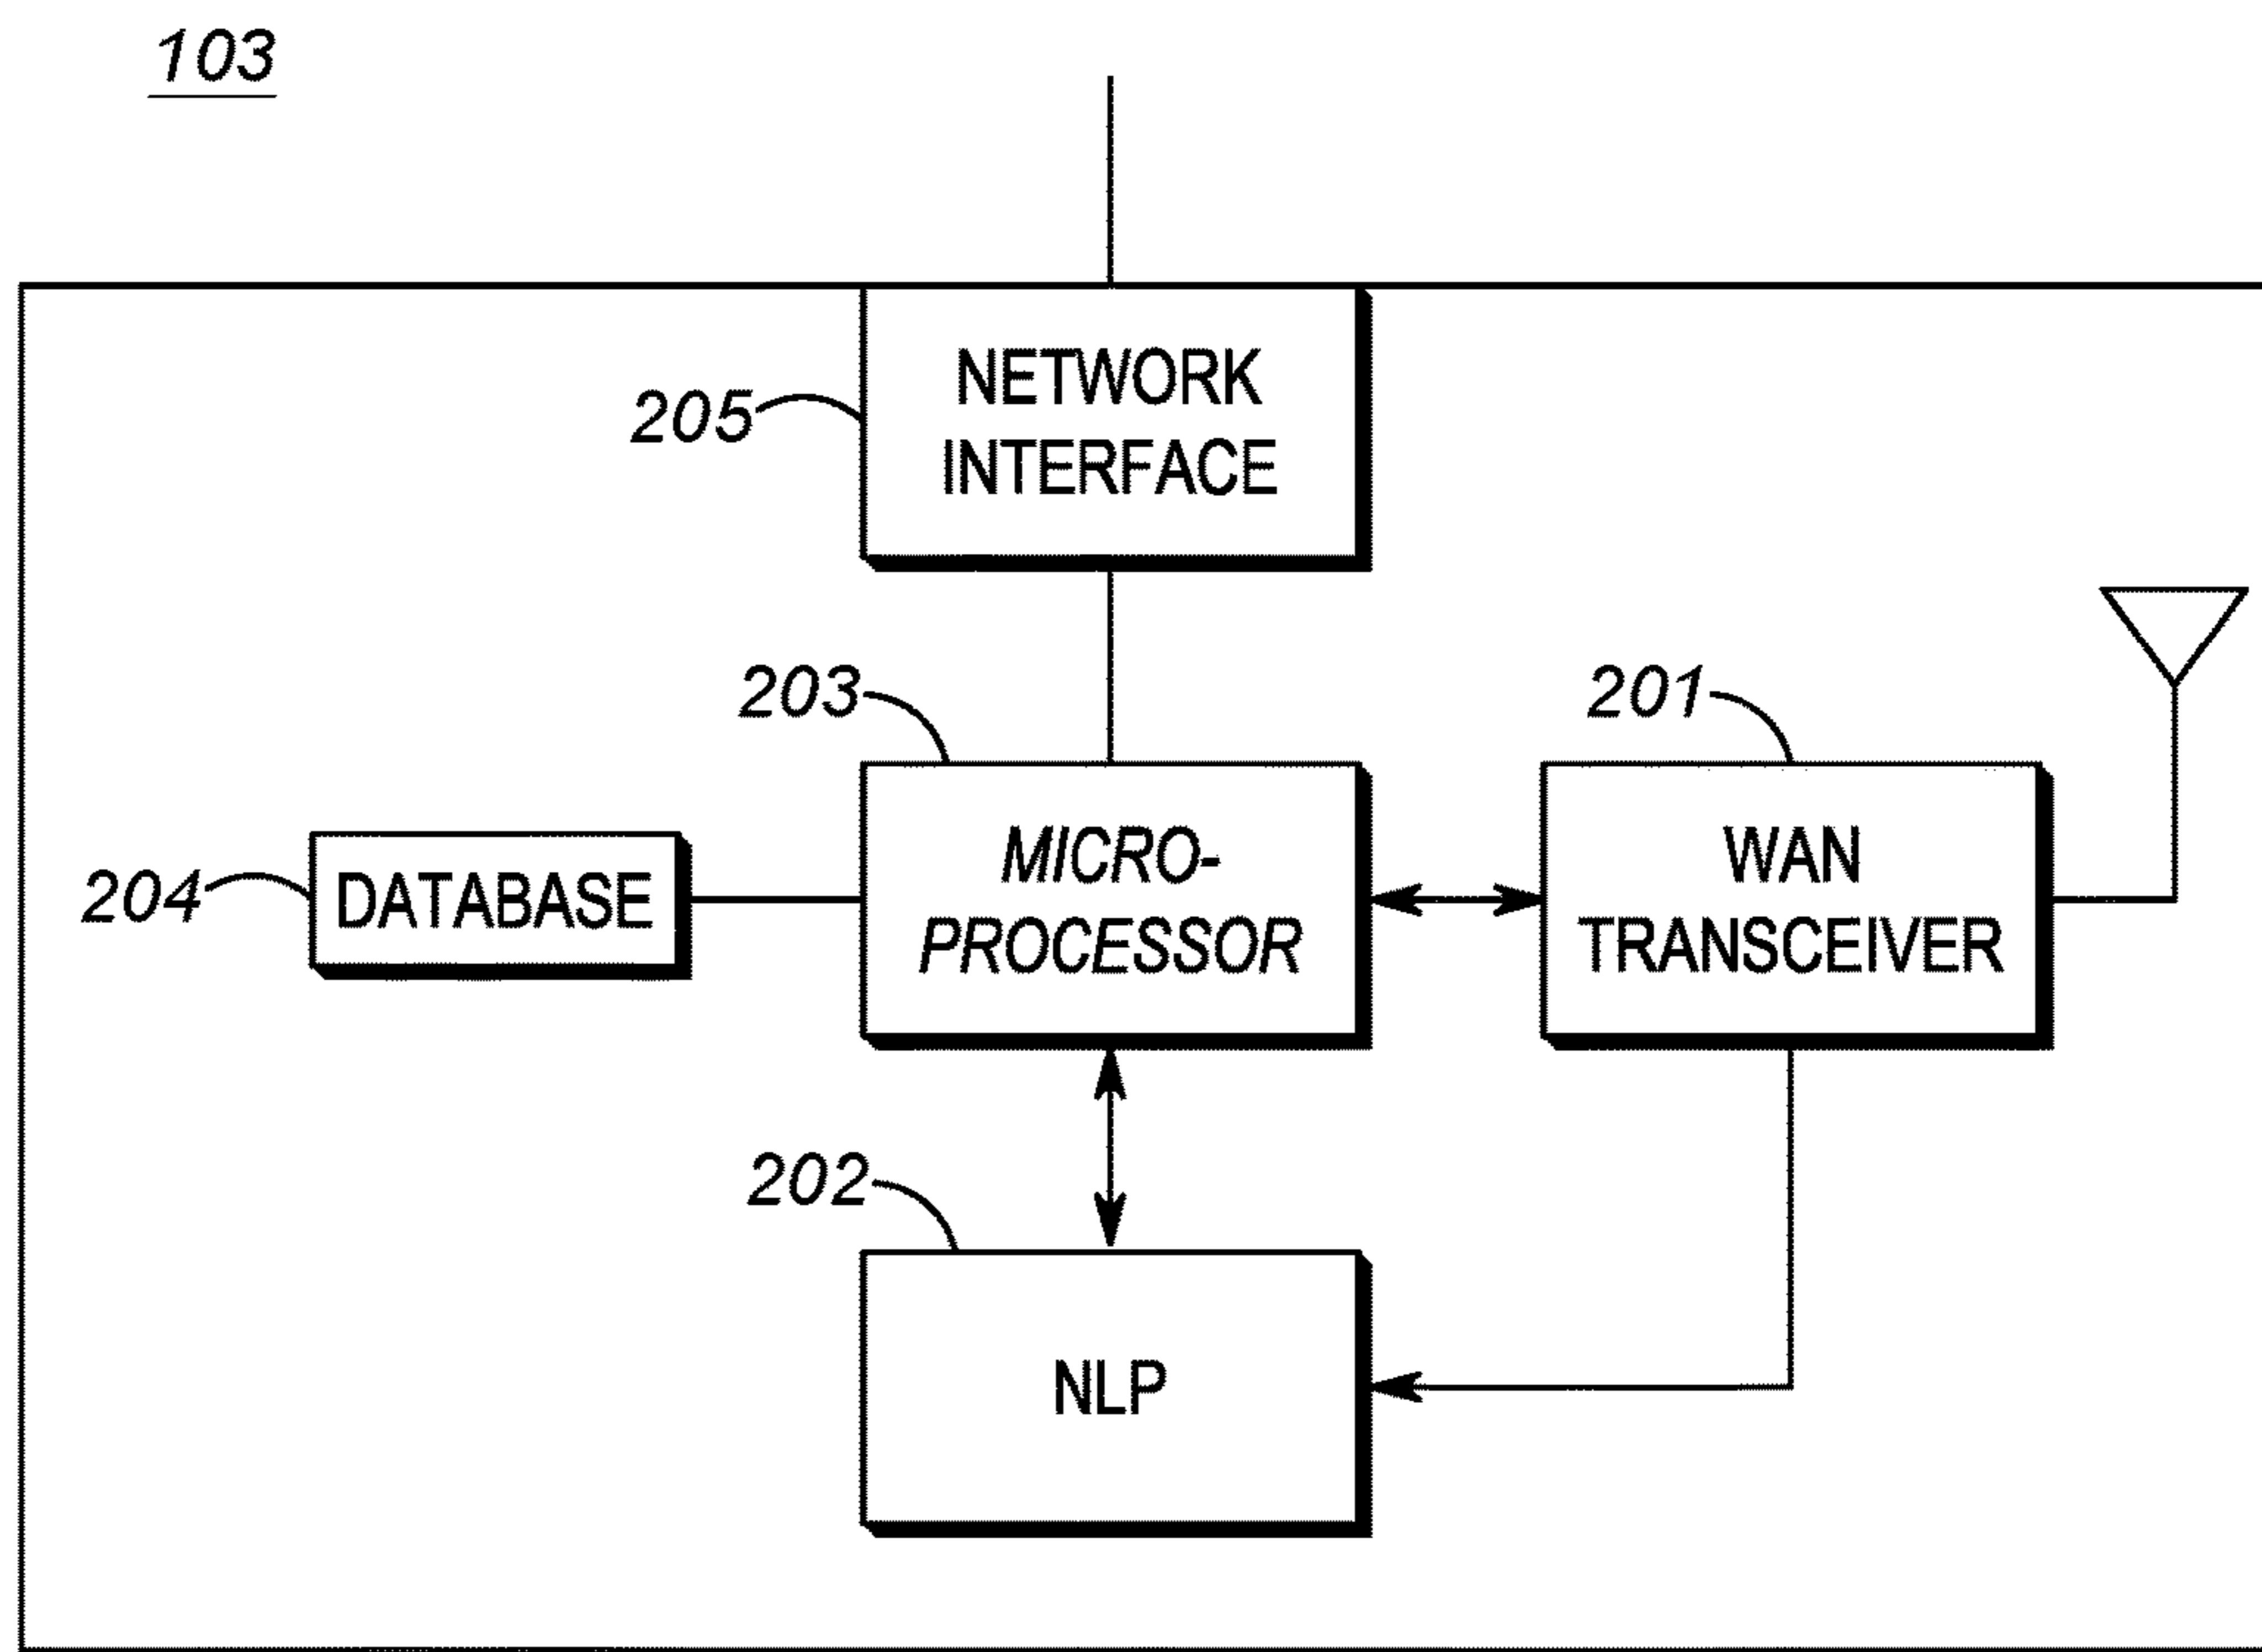 103
NETWORK
INTERFACE
205
203
201
MICRO-
PROCESSOR
WAN
TRANSCEIVER
204
DATABASE
202
NLP